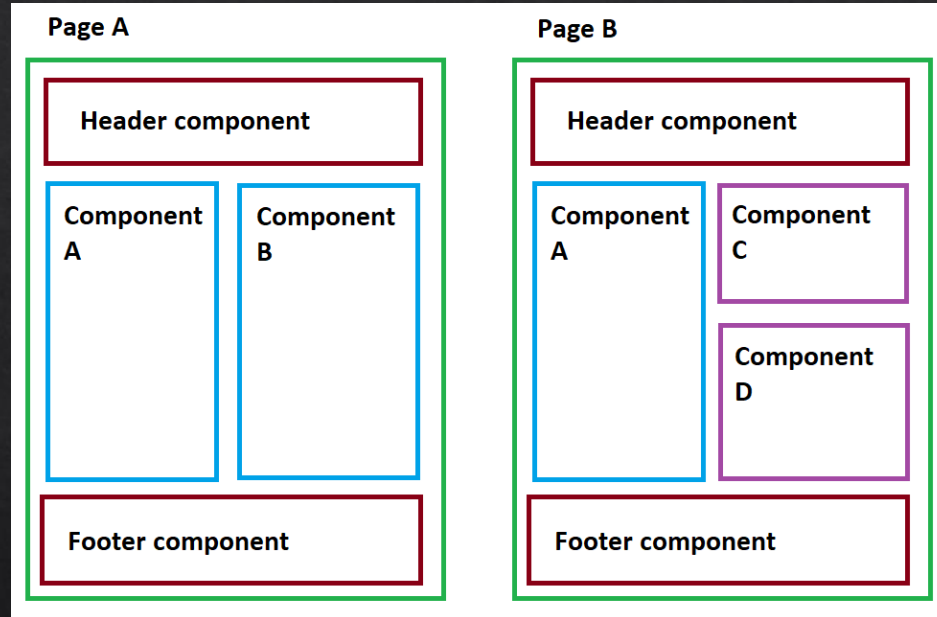 Page A
Header component
Component
A
Component
B
Footer component
Page B
Header component
Component
A
Component
C
Component
D
Footer component